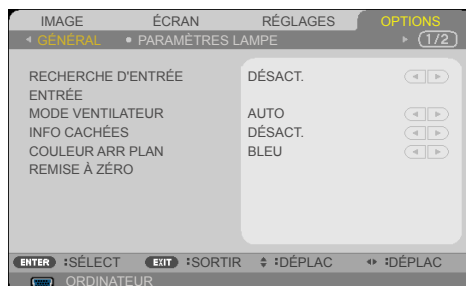 IMAGE ÉCRAN RÉGLAGES OPTIONS
GÉNÉRAL • PARAMÈTRES LAMPE (1/2)
RECHERCHE D'ENTRÉE DÉSACT.
ENTRÉE
MODE VENTILATEUR AUTO
INFO CACHÉES DÉSACT.
COULEUR ARR PLAN BLEU
REMISE À ZÉRO
ENTER :SÉLECT EXIT :SORTIR :DÉPLAC :DÉPLAC
ORDINATEUR